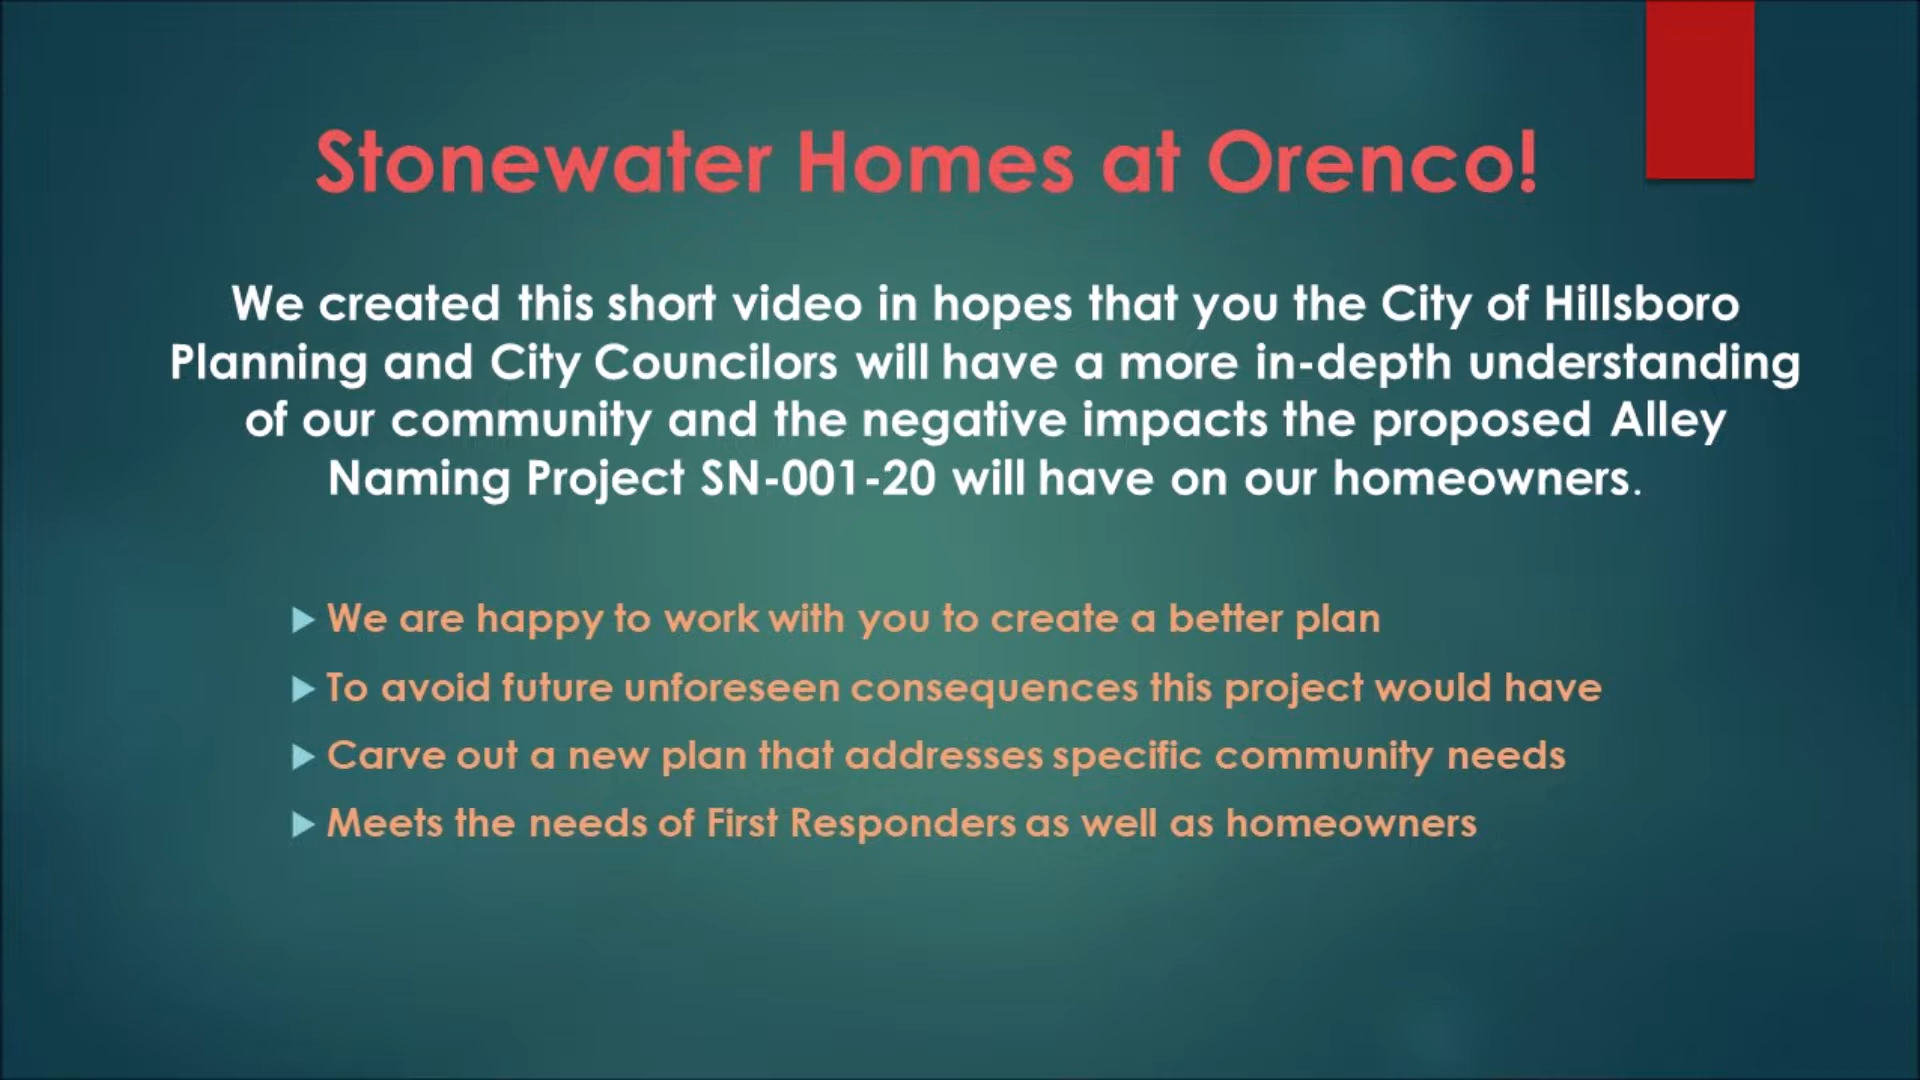 Stonewater Homes at Orenco!
We created this short video in hopes that you the City of Hillsboro
Planning and City Councilors will have a more in-depth understanding
of our community and the negative impacts the proposed Alley
Naming Project SN-001-20 will have on our homeowners.
We are happy to work with you to create a better plan
To avoid future unforeseen consequences this project would have
Carve out a new plan that addresses specific community needs
Meets the needs of First Responders as well as homeowners